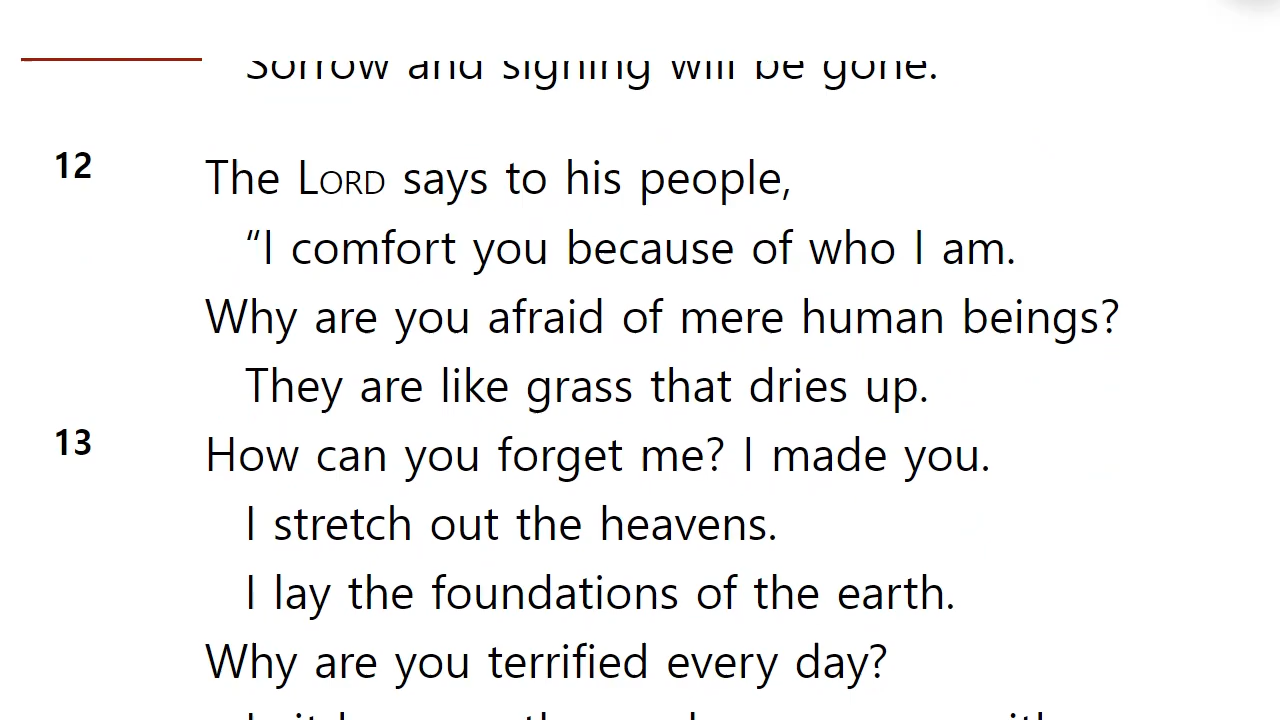 Sorrow and sighing will be gone.
12 The LORD says to his people,
“I comfort you because of who I am.
Why are you afraid of mere human beings?
They are like grass that dries up.
13 How can you forget me? I made you.
I stretch out the heavens.
I lay the foundations of the earth.
Why are you terrified every day?